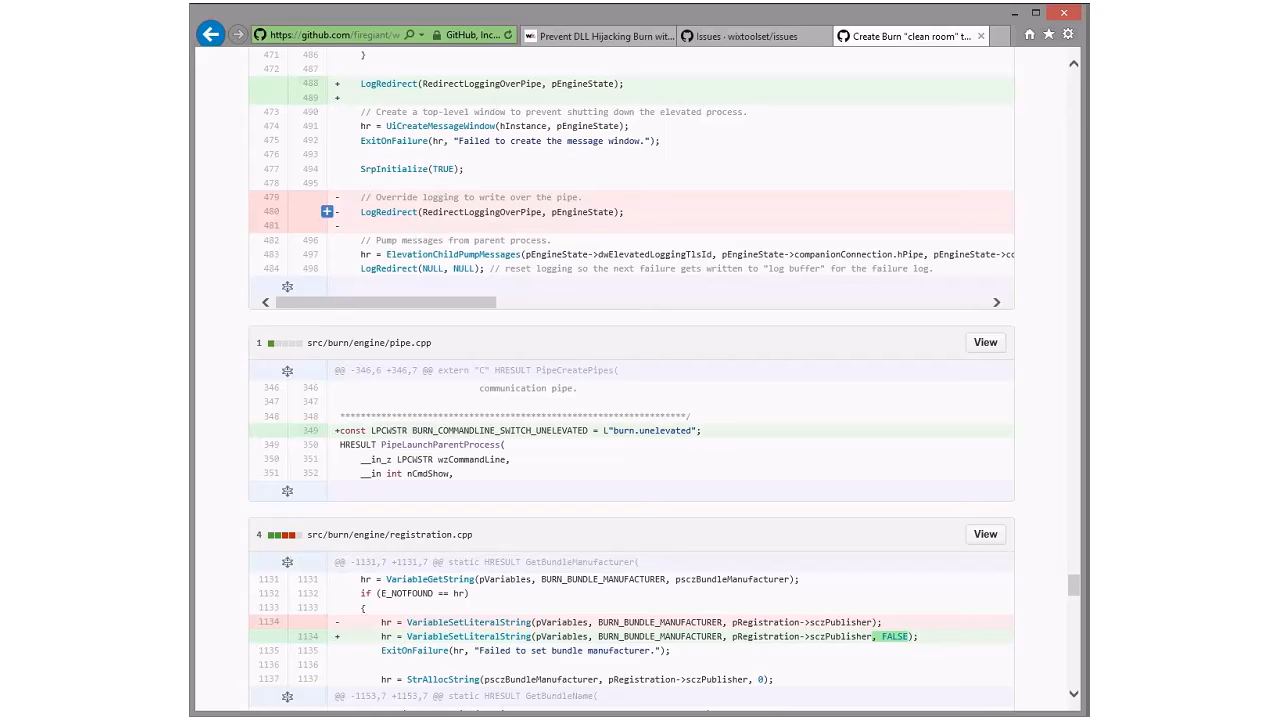 https://github.com/firegiant/w GitHub, Inc... Prevent DLL Hijacking Burn wit... Issues · wixtoolset/issues Create Burn "clean room" t...
471 486 }
472 487
488 + LogRedirect(RedirectLoggingOverPipe, pEngineState);
489 +
473 490 // Create a top-level window to prevent shutting down the elevated process.
474 491 hr = UiCreateMessageWindow(hInstance, pEngineState);
475 492 ExitOnFailure(hr, "Failed to create the message window.");
476 493
477 494 SrpInitialize(TRUE);
478 495
479 - // Override logging to write over the pipe.
480 - LogRedirect(RedirectLoggingOverPipe, pEngineState);
481 -
482 496 // Pump messages from parent process.
483 497 hr = ElevationChildPumpMessages(pEngineState->dwElevatedLoggingTlsId, pEngineState->companionConnection.hPipe, pEngineState->cc
484 498 LogRedirect(NULL, NULL); // reset logging so the next failure gets written to "log buffer" for the failure log.
1 src/burn/engine/pipe.cpp View
@@ -346,6 +346,7 @@ extern "C" HRESULT PipeCreatePipes(
346 346 communication pipe.
347 347
348 348 *******************************************************************/
349 +const LPCWSTR BURN_COMMANDLINE_SWITCH_UNELEVATED = L"burn.unelevated";
349 350 HRESULT PipeLaunchParentProcess(
350 351 __in_z LPCWSTR wzCommandLine,
351 352 __in int nCmdShow,
4 src/burn/engine/registration.cpp View
@@ -1131,7 +1131,7 @@ static HRESULT GetBundleManufacturer(
1131 1131 hr = VariableGetString(pVariables, BURN_BUNDLE_MANUFACTURER, psczBundleManufacturer);
1132 1132 if (E_NOTFOUND == hr)
1133 1133 {
1134 - hr = VariableSetLiteralString(pVariables, BURN_BUNDLE_MANUFACTURER, pRegistration->sczPublisher);
1134 + hr = VariableSetLiteralString(pVariables, BURN_BUNDLE_MANUFACTURER, pRegistration->sczPublisher, FALSE);
1135 1135 ExitOnFailure(hr, "Failed to set bundle manufacturer.");
1136 1136
1137 1137 hr = StrAllocString(psczBundleManufacturer, pRegistration->sczPublisher, 0);
@@ -1153,7 +1153,7 @@ static HRESULT GetBundleName(